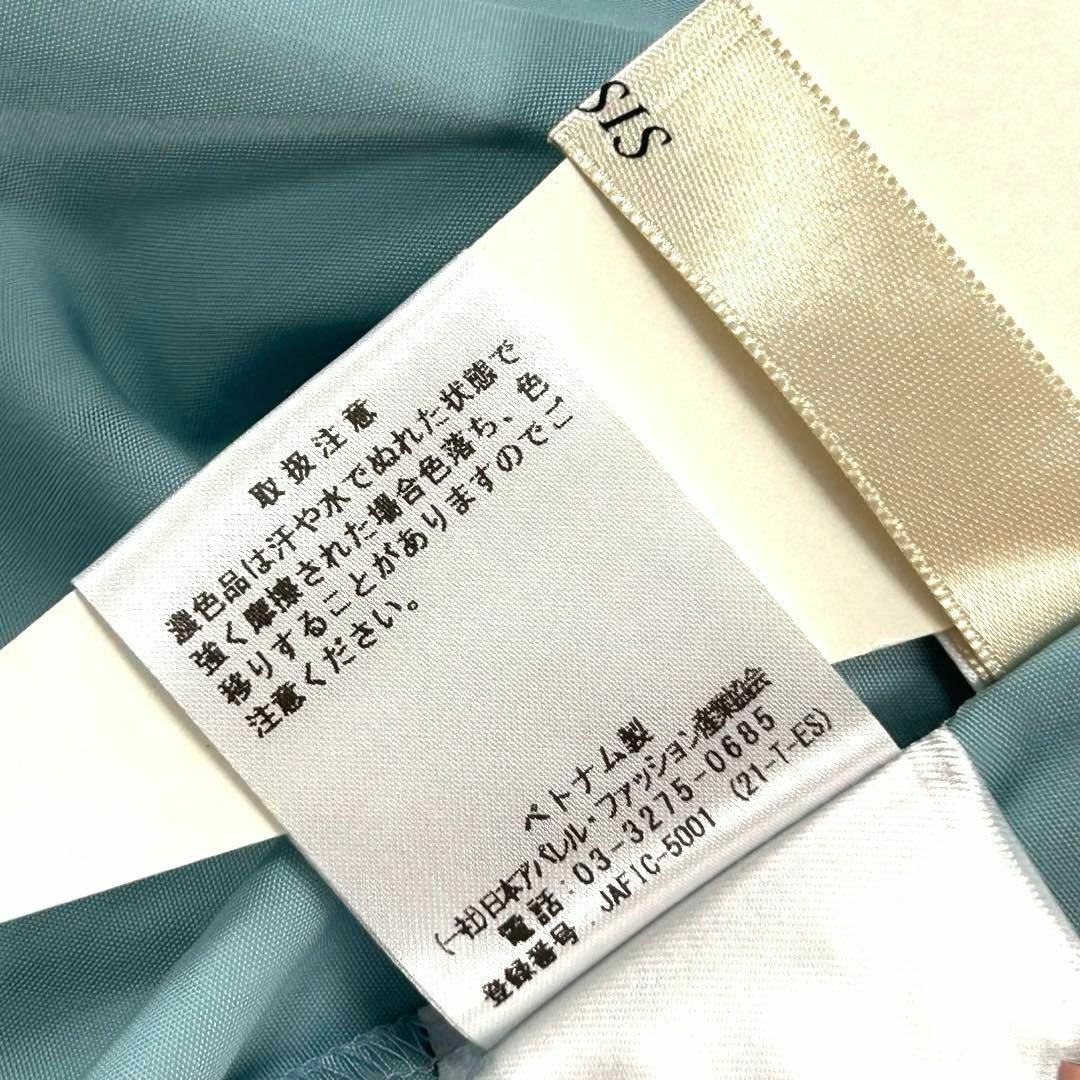 SIS
取扱注意
濃色品は汗や水でぬれた状態で
強く摩擦された場合色落ち、色
移りすることがありますのでご
注意ください。
ベトナム製
(一社)日本アパレル・ファッション産業協会
電話:03-3275-0685
登録番号:JAFIC-5001 (21-T-ES)